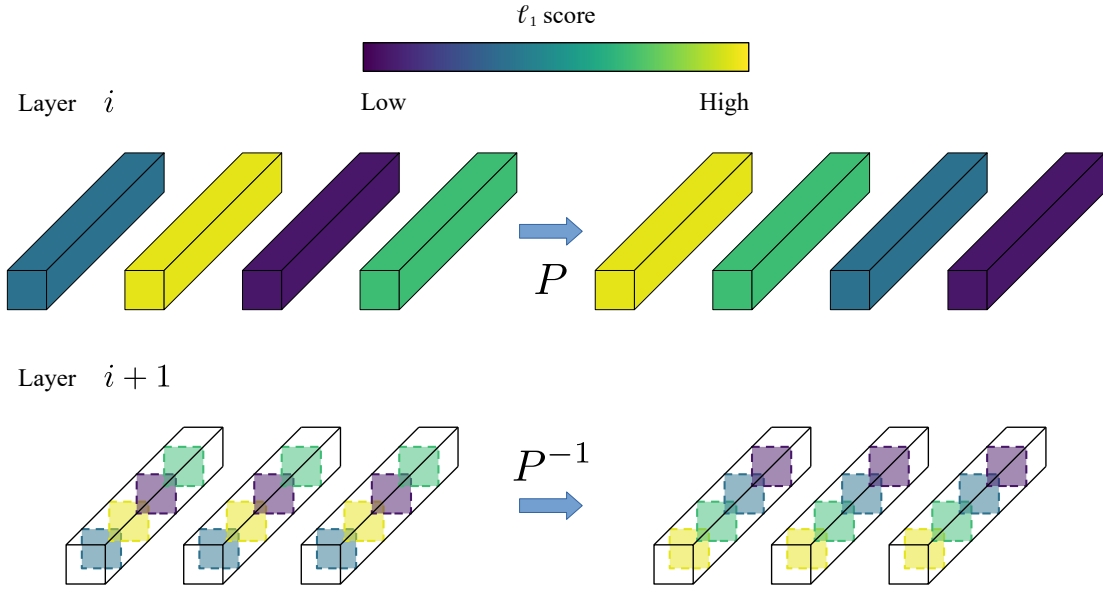 ℓ₁ score
Low High
Layer i
P
Layer i + 1
P⁻¹